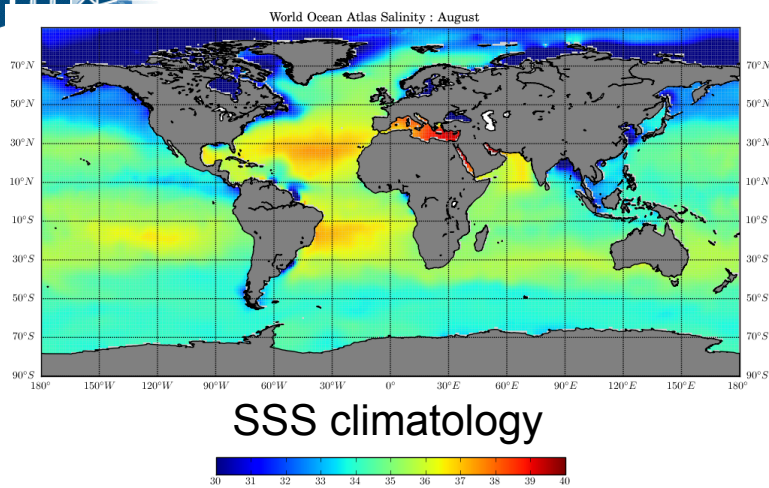 World Ocean Atlas Salinity : August
70°N 70°N
50°N 50°N
30°N 30°N
10°N 10°N
10°S 10°S
30°S 30°S
50°S 50°S
70°S 70°S
90°S 90°S
180° 150°W 120°W 90°W 60°W 30°W 0° 30°E 60°E 90°E 120°E 150°E 180°
SSS climatology
30 31 32 33 34 35 36 37 38 39 40